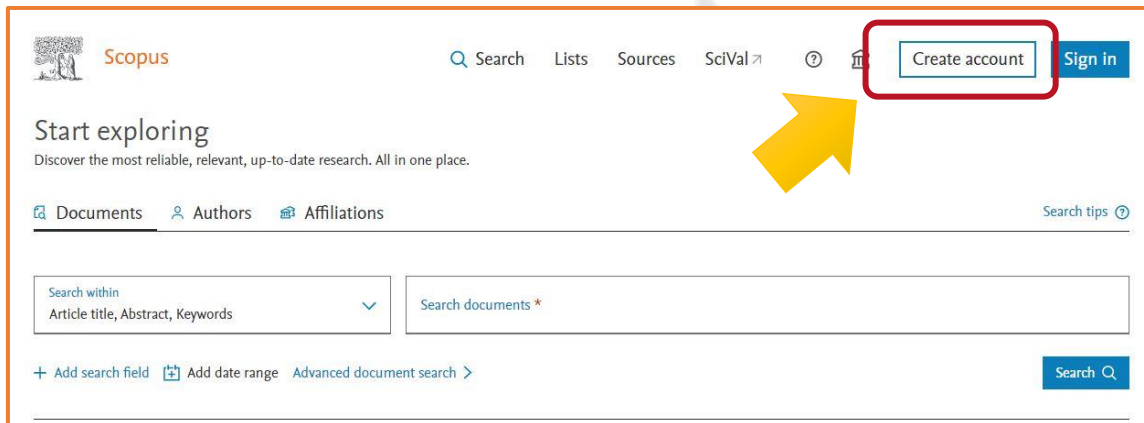 Scopus
Search Lists Sources SciVal Create account Sign in
Start exploring
Discover the most reliable, relevant, up-to-date research. All in one place.
Documents Authors Affiliations
Search tips
Search within
Article title, Abstract, Keywords
Search documents *
+ Add search field Add date range Advanced document search >
Search